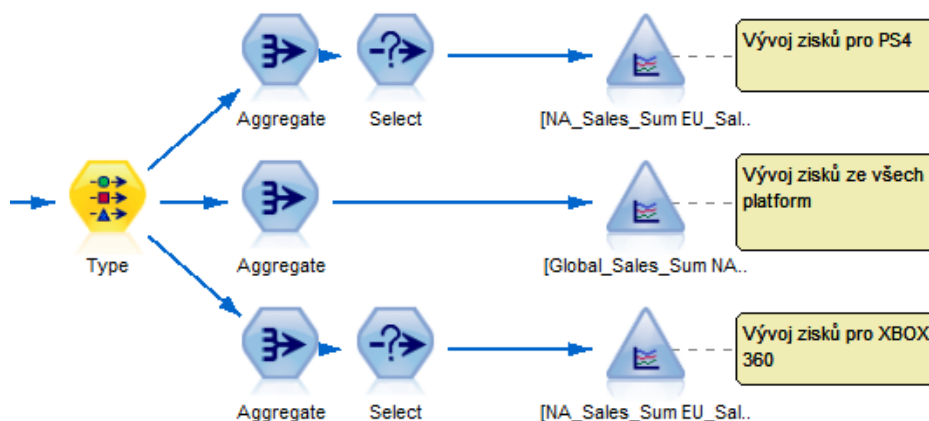 Vývoj zisků pro PS4
Aggregate
Select
[NA_Sales_Sum EU_Sal..
Vývoj zisků ze všech
platform
Type
Aggregate
[Global_Sales_Sum NA..
Vývoj zisků pro XBOX
360
Aggregate
Select
[NA_Sales_Sum EU_Sal..